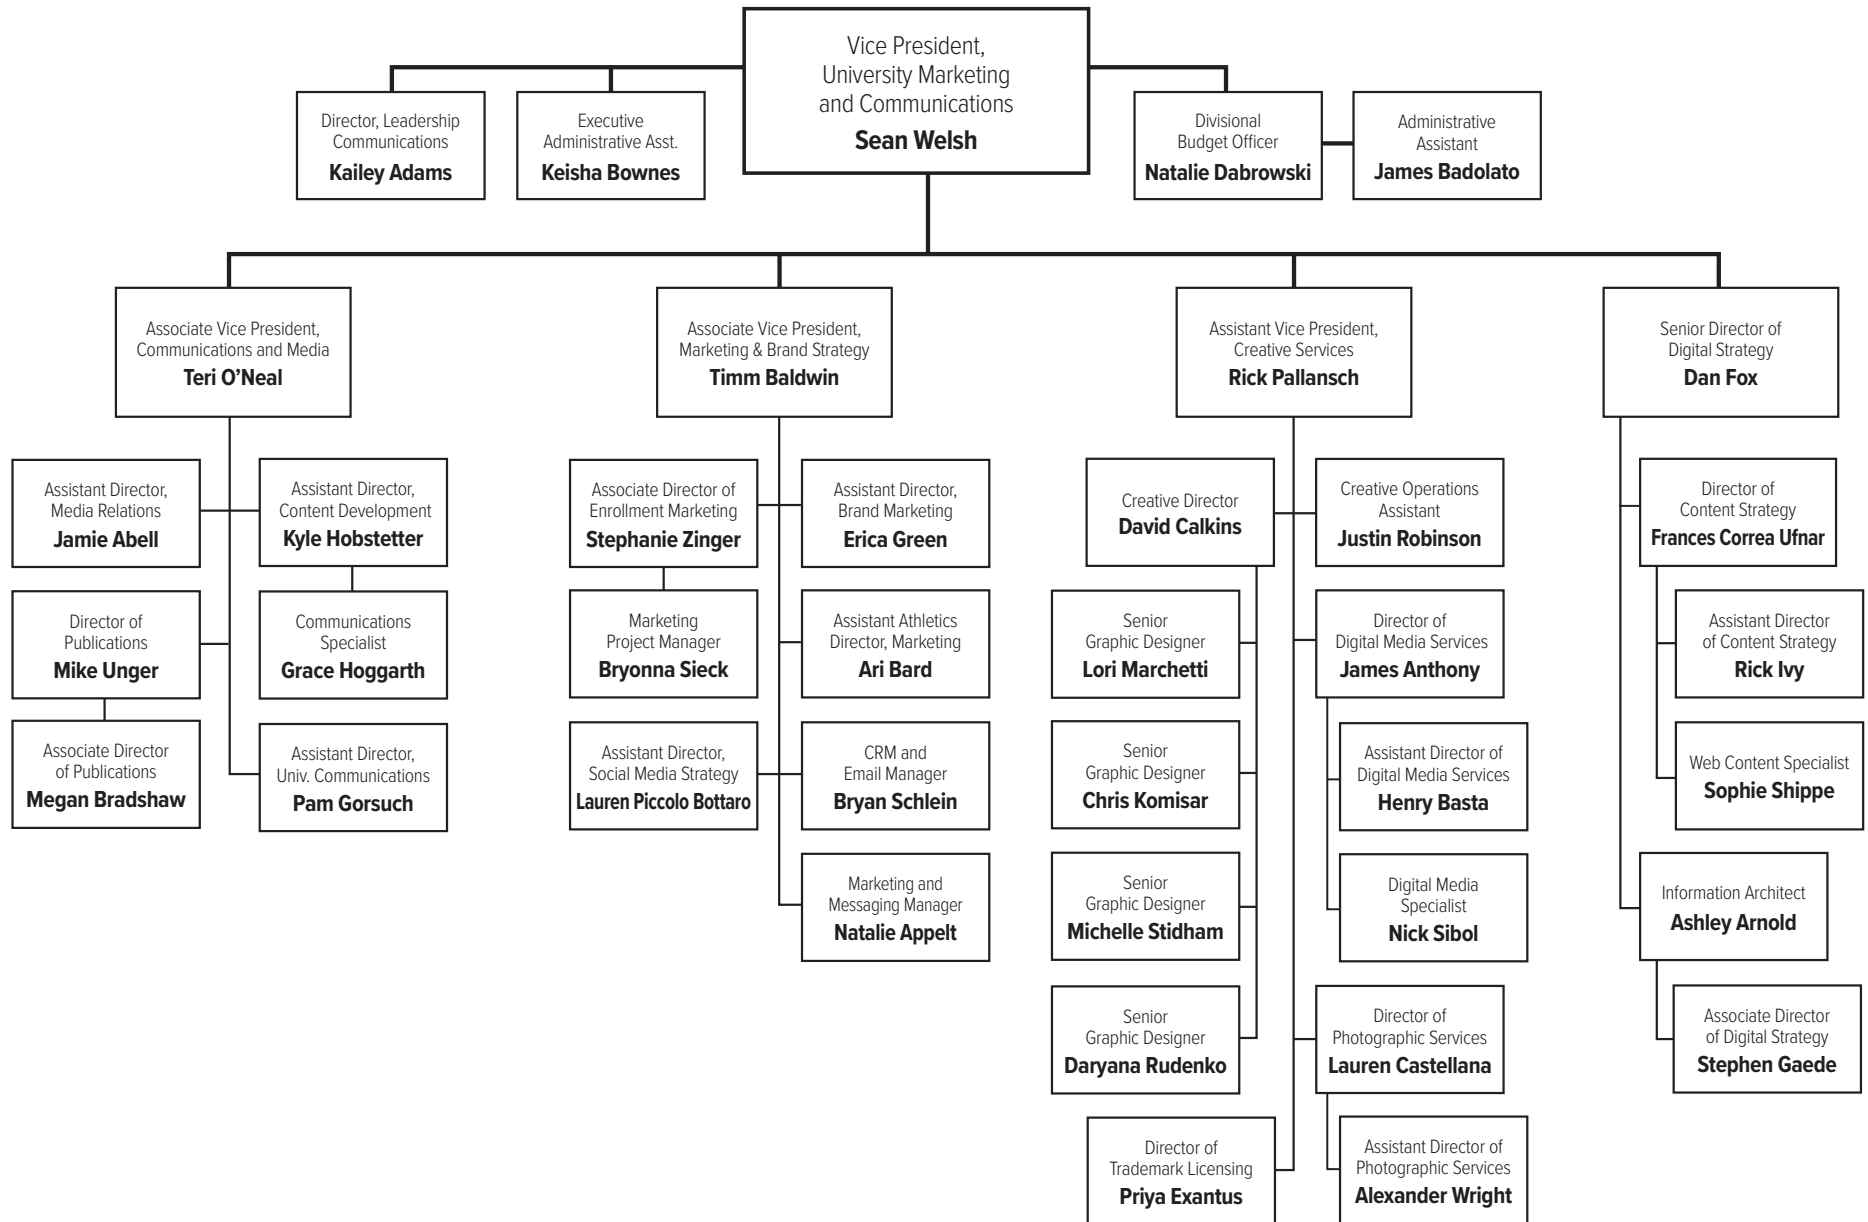 Vice President,
University Marketing
and Communications
Sean Welsh
Director, Leadership
Communications
Kailey Adams
Executive
Administrative Asst.
Keisha Bownes
Divisional
Budget Officer
Natalie Dabrowski
Administrative
Assistant
James Badolato
Associate Vice President,
Communications and Media
Teri O’Neal
Associate Vice President,
Marketing & Brand Strategy
Timm Baldwin
Assistant Vice President,
Creative Services
Rick Pallansch
Senior Director of
Digital Strategy
Dan Fox
Assistant Director,
Media Relations
Jamie Abell
Assistant Director,
Content Development
Kyle Hobstetter
Director of
Publications
Mike Unger
Communications
Specialist
Grace Hoggarth
Associate Director
of Publications
Megan Bradshaw
Assistant Director,
Univ. Communications
Pam Gorsuch
Associate Director of
Enrollment Marketing
Stephanie Zinger
Assistant Director,
Brand Marketing
Erica Green
Marketing
Project Manager
Bryonna Sieck
Assistant Athletics
Director, Marketing
Ari Bard
Assistant Director,
Social Media Strategy
Lauren Piccolo Bottaro
CRM and
Email Manager
Bryan Schlein
Marketing and
Messaging Manager
Natalie Appelt
Creative Director
David Calkins
Creative Operations
Assistant
Justin Robinson
Senior
Graphic Designer
Lori Marchetti
Director of
Digital Media Services
James Anthony
Senior
Graphic Designer
Chris Komisar
Assistant Director of
Digital Media Services
Henry Basta
Senior
Graphic Designer
Michelle Stidham
Digital Media
Specialist
Nick Sibol
Senior
Graphic Designer
Daryana Rudenko
Director of
Photographic Services
Lauren Castellana
Director of
Trademark Licensing
Priya Exantus
Assistant Director of
Photographic Services
Alexander Wright
Director of
Content Strategy
Frances Correa Ufnar
Assistant Director
of Content Strategy
Rick Ivy
Web Content Specialist
Sophie Shippe
Information Architect
Ashley Arnold
Associate Director
of Digital Strategy
Stephen Gaede